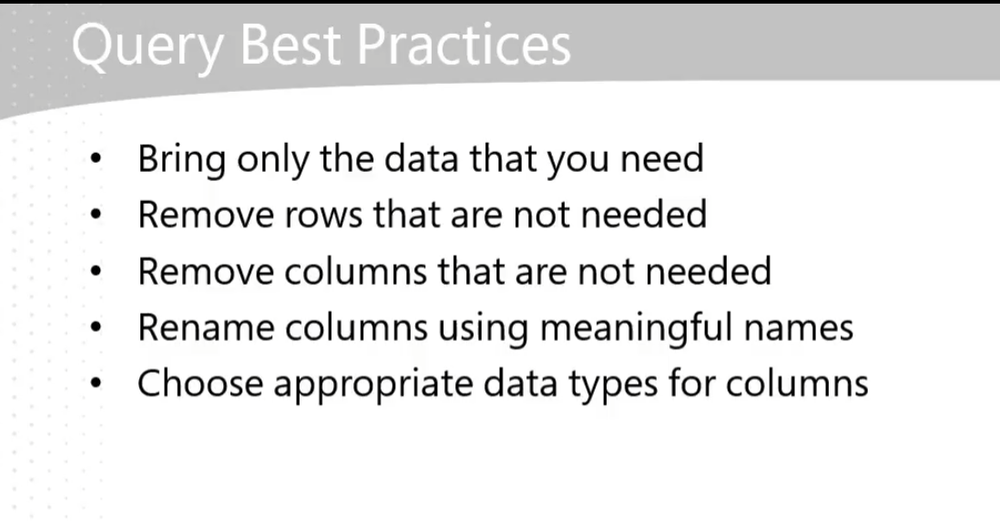 Query Best Practices
• Bring only the data that you need
• Remove rows that are not needed
• Remove columns that are not needed
• Rename columns using meaningful names
• Choose appropriate data types for columns